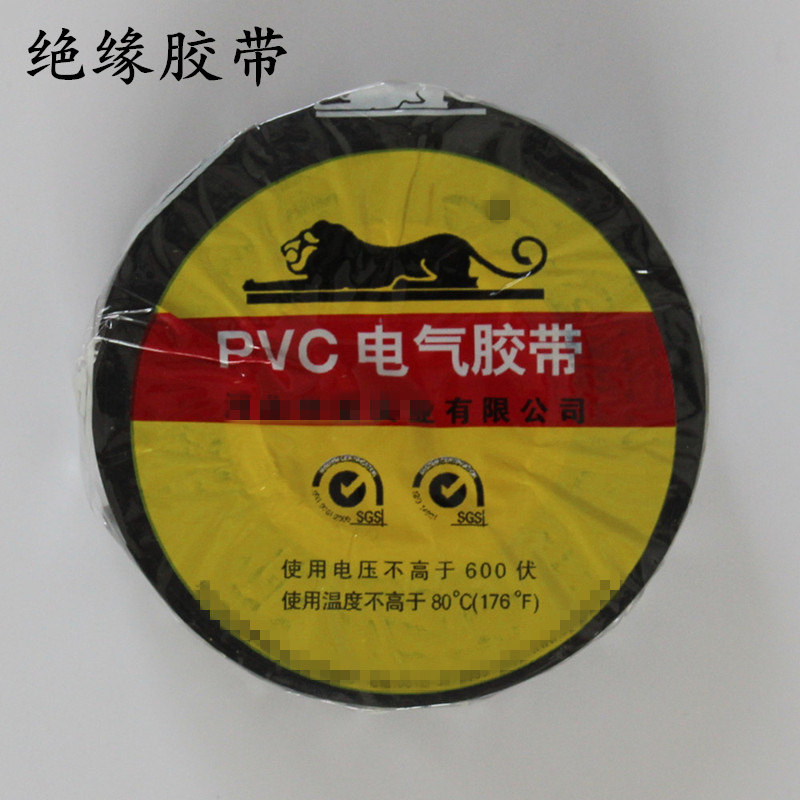 绝缘胶带
PVC 电气胶带
有限公司
SGS SGS
使用电压不高于 600 伏
使用温度不高于 80°C(176°F)